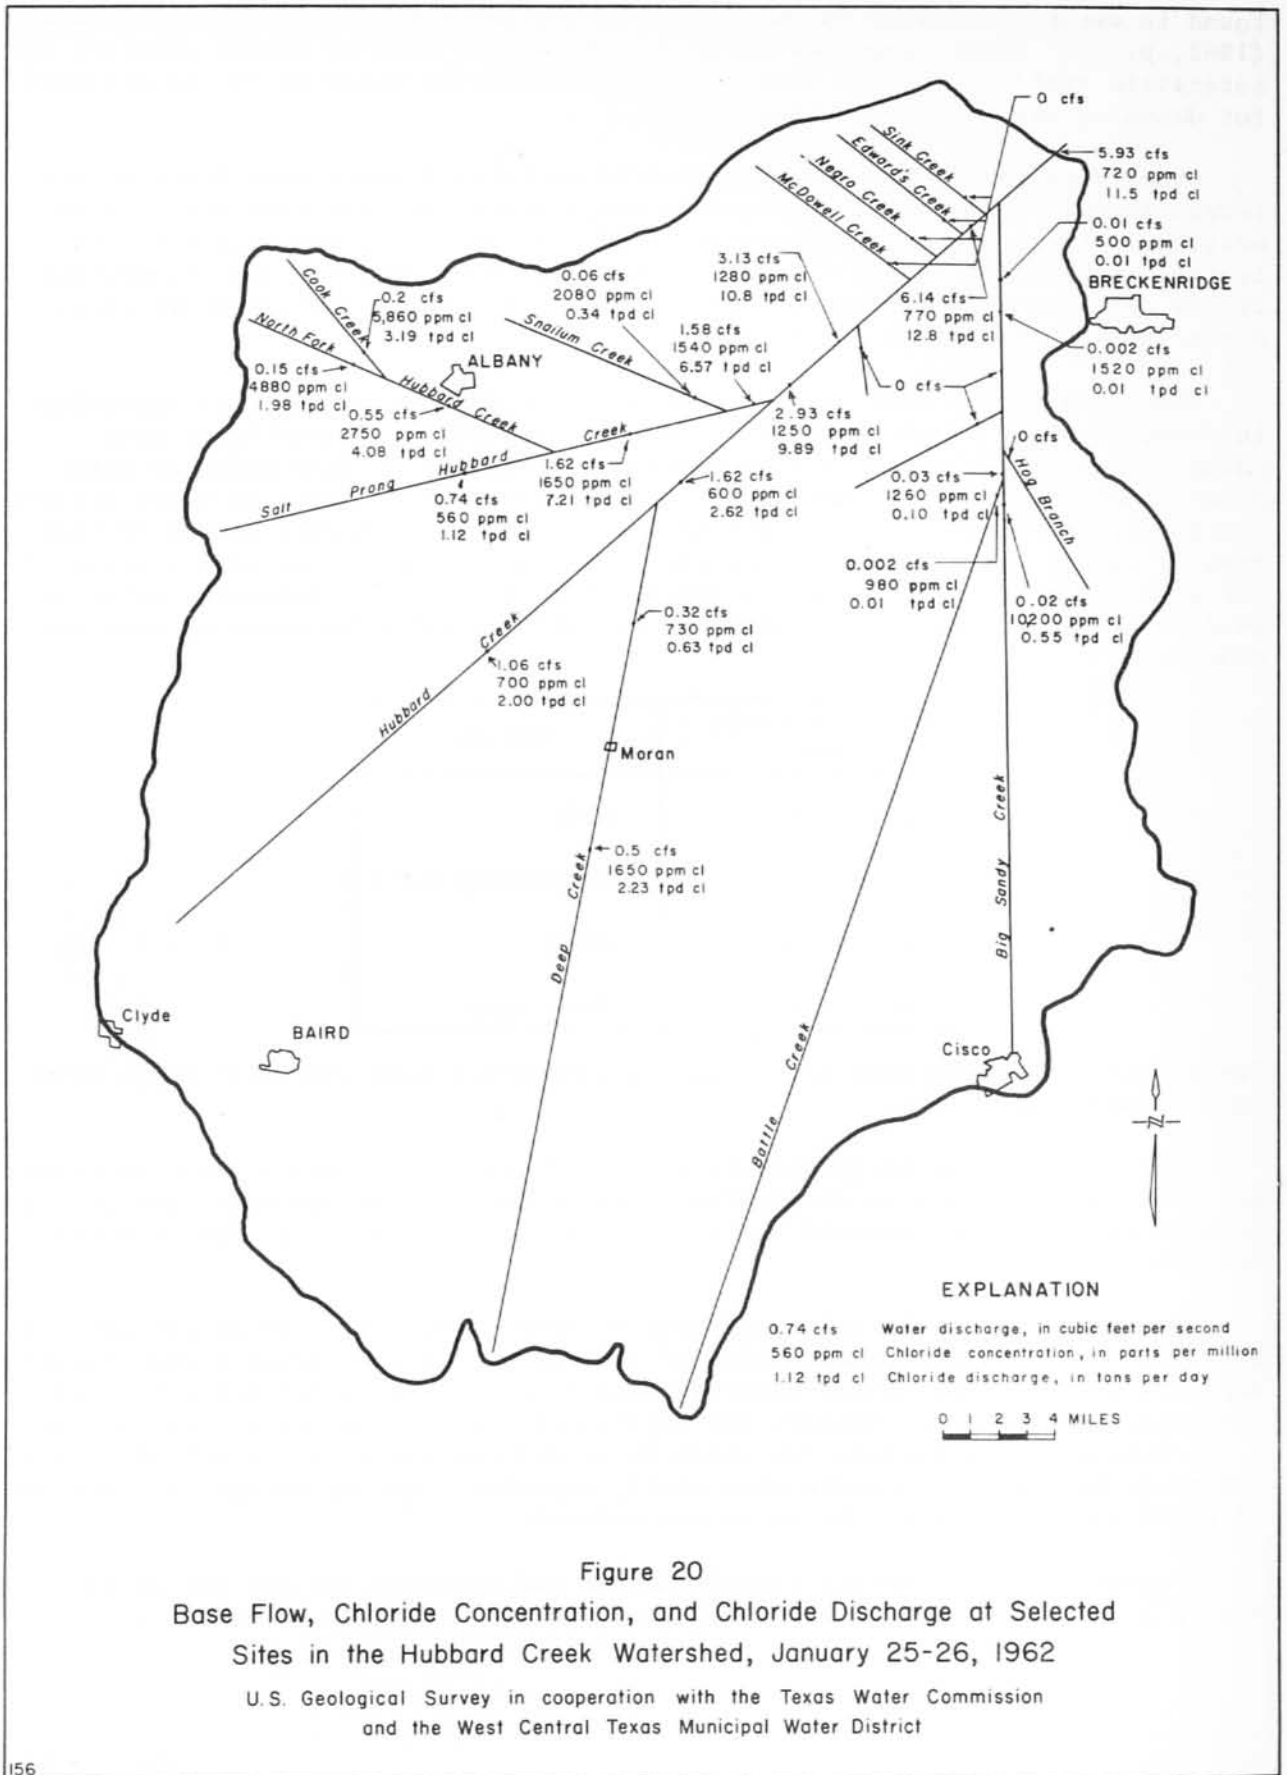 0 cfs
5.93 cfs
720 ppm cl
11.5 tpd cl
Sink Creek
Edward's Creek
Negro Creek
McDowell Creek
0.01 cfs
500 ppm cl
0.01 tpd cl
BRECKENRIDGE
3.13 cfs
1280 ppm cl
10.8 tpd cl
6.14 cfs
770 ppm cl
12.8 tpd cl
0.002 cfs
1520 ppm cl
0.01 tpd cl
Cook Creek
0.2 cfs
5,860 ppm cl
3.19 tpd cl
0.06 cfs
2080 ppm cl
0.34 tpd cl
Snailum Creek
1.58 cfs
1540 ppm cl
6.57 tpd cl
North Fork Hubbard Creek
ALBANY
0.15 cfs
4880 ppm cl
1.98 tpd cl
0.55 cfs
2750 ppm cl
4.08 tpd cl
0 cfs
2.93 cfs
1250 ppm cl
9.89 tpd cl
Salt Prong Hubbard Creek
0.74 cfs
560 ppm cl
1.12 tpd cl
1.62 cfs
1650 ppm cl
7.21 tpd cl
1.62 cfs
600 ppm cl
2.62 tpd cl
0 cfs
Hog Branch
0.03 cfs
1260 ppm cl
0.10 tpd cl
0.002 cfs
980 ppm cl
0.01 tpd cl
0.02 cfs
10200 ppm cl
0.55 tpd cl
0.32 cfs
730 ppm cl
0.63 tpd cl
Hubbard Creek
1.06 cfs
700 ppm cl
2.00 tpd cl
Moran
0.5 cfs
1650 ppm cl
2.23 tpd cl
Deep Creek
Big Sandy Creek
Battle Creek
Clyde
BAIRD
Cisco
N
EXPLANATION
0.74 cfs Water discharge, in cubic feet per second
560 ppm cl Chloride concentration, in parts per million
1.12 tpd cl Chloride discharge, in tons per day
0 1 2 3 4 MILES
Figure 20
Base Flow, Chloride Concentration, and Chloride Discharge at Selected
Sites in the Hubbard Creek Watershed, January 25-26, 1962
U.S. Geological Survey in cooperation with the Texas Water Commission
and the West Central Texas Municipal Water District
156